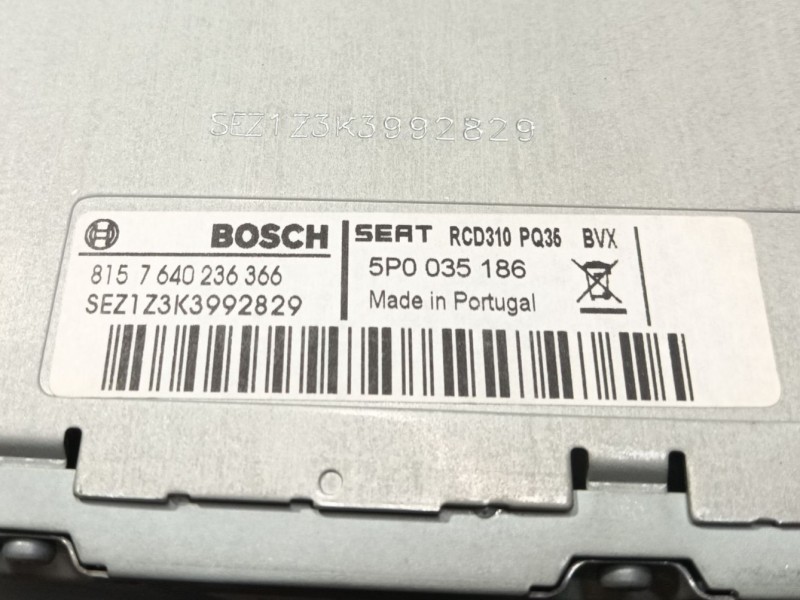 SEZ1Z3K3992829
BOSCH
815 7 640 236 366
SEZ1Z3K3992829
SEAT RCD310 PQ35 BVX
5P0 035 186
Made in Portugal